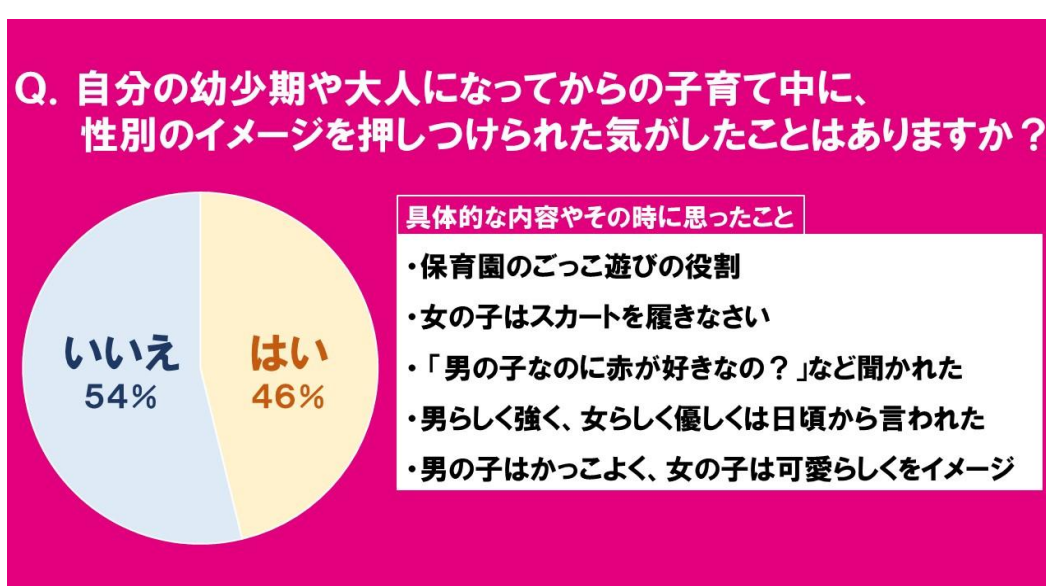 Q. 自分の幼少期や大人になってからの子育て中に、
性別のイメージを押しつけられた気がしたことはありますか？
いいえ
54%
はい
46%
具体的な内容やその時に思ったこと
・保育園のごっこ遊びの役割
・女の子はスカートを履きなさい
・「男の子なのに赤が好きなの？」など聞かれた
・男らしく強く、女らしく優しくは日頃から言われた
・男の子はかっこよく、女の子は可愛らしくをイメージ